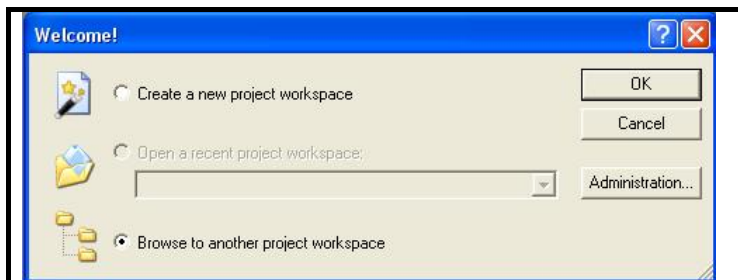 Welcome!
Create a new project workspace
OK
Cancel
Open a recent project workspace:
Administration...
Browse to another project workspace